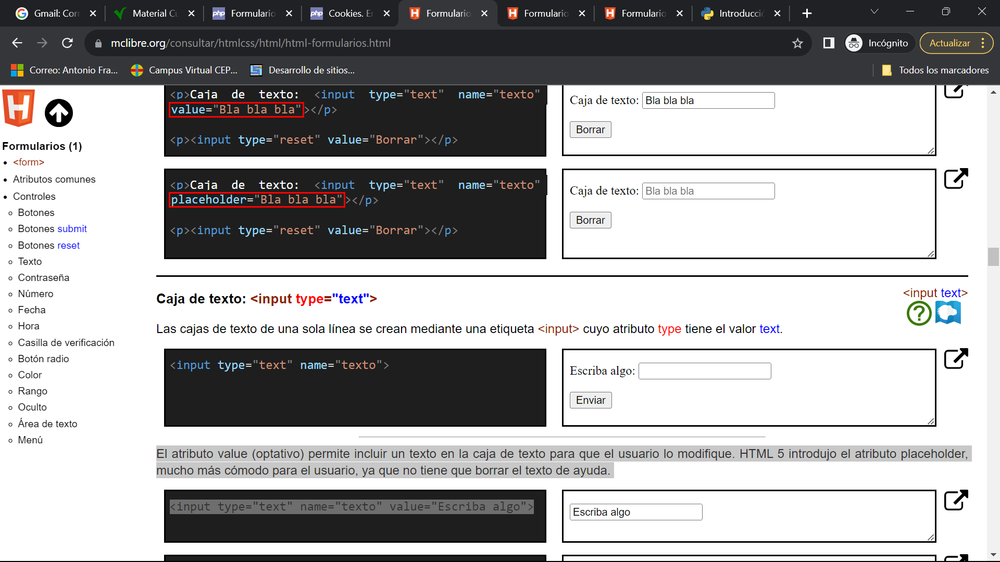 Gmail: Cor
Material Cu
Formulario
Cookies. En
Formulario
Formulario
Formulario
Introducci
mclibre.org/consultar/htmlcss/html/html-formularios.html
Incógnito
Actualizar
Correo: Antonio Fra...
Campus Virtual CEP...
Desarrollo de sitios...
Todos los marcadores
Formularios (1)
<form>
Atributos comunes
Controles
Botones
Botones submit
Botones reset
Texto
Contraseña
Número
Fecha
Hora
Casilla de verificación
Botón radio
Color
Rango
Oculto
Área de texto
Menú
<p>Caja de texto: <input type="text" name="texto"
value="Bla bla bla"></p>
<p><input type="reset" value="Borrar"></p>
Caja de texto: Bla bla bla
Borrar
<p>Caja de texto: <input type="text" name="texto"
placeholder="Bla bla bla"></p>
<p><input type="reset" value="Borrar"></p>
Caja de texto: Bla bla bla
Borrar
Caja de texto: <input type="text">
<input text>
Las cajas de texto de una sola línea se crean mediante una etiqueta <input> cuyo atributo type tiene el valor text.
<input type="text" name="texto">
Escriba algo:
Enviar
El atributo value (optativo) permite incluir un texto en la caja de texto para que el usuario lo modifique. HTML 5 introdujo el atributo placeholder,
mucho más cómodo para el usuario, ya que no tiene que borrar el texto de ayuda.
<input type="text" name="texto" value="Escriba algo">
Escriba algo